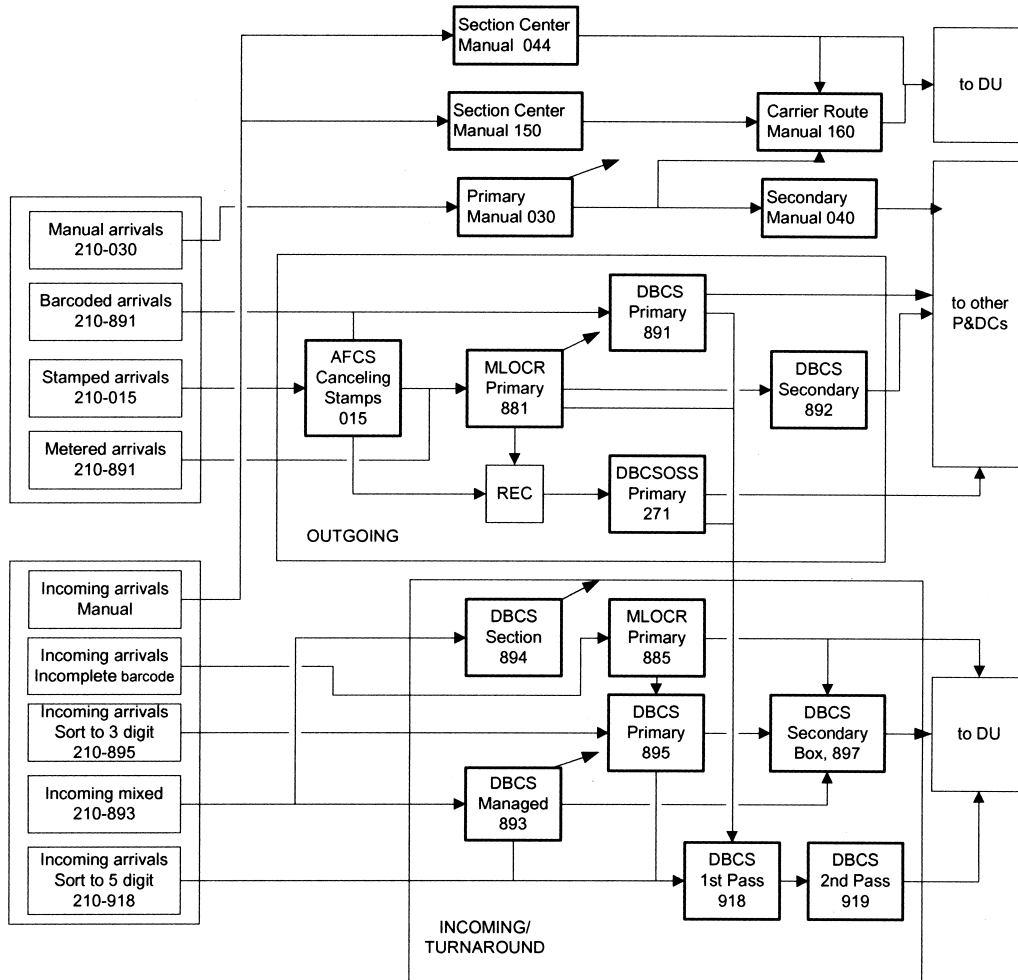 Section Center
Manual 044
to DU
Section Center
Manual 150
Carrier Route
Manual 160
Primary
Manual 030
Secondary
Manual 040
Manual arrivals
210-030
Barcoded arrivals
210-891
Stamped arrivals
210-015
Metered arrivals
210-891
DBCS
Primary
891
to other
P&DCs
AFCS
Canceling
Stamps
015
MLOCR
Primary
881
DBCS
Secondary
892
REC
DBCSOSS
Primary
271
OUTGOING
Incoming arrivals
Manual
Incoming arrivals
Incomplete barcode
Incoming arrivals
Sort to 3 digit
210-895
Incoming mixed
210-893
Incoming arrivals
Sort to 5 digit
210-918
DBCS
Section
894
MLOCR
Primary
885
DBCS
Primary
895
DBCS
Secondary
Box, 897
to DU
DBCS
Managed
893
DBCS
1st Pass
918
DBCS
2nd Pass
919
INCOMING/
TURNAROUND